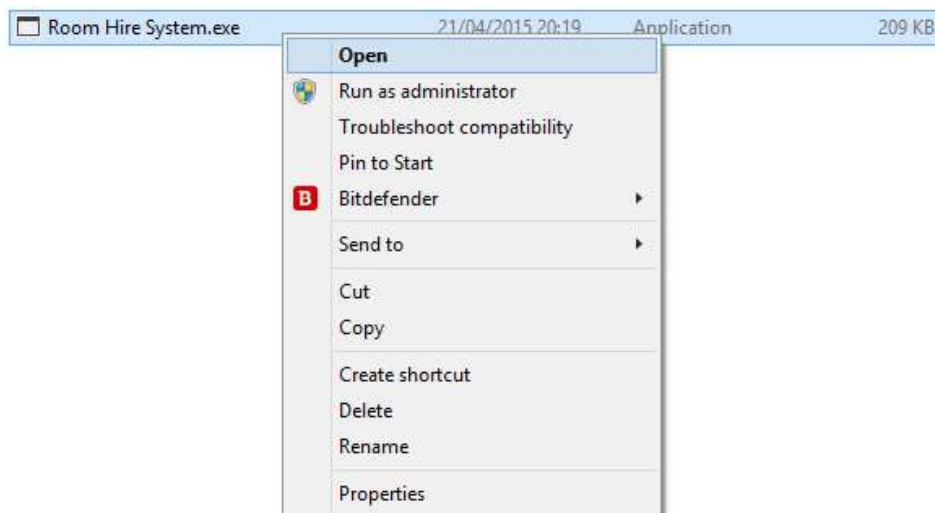 Room Hire System.exe 21/04/2015 20:19 Application 209 KB
Open
Run as administrator
Troubleshoot compatibility
Pin to Start
B Bitdefender
Send to
Cut
Copy
Create shortcut
Delete
Rename
Properties